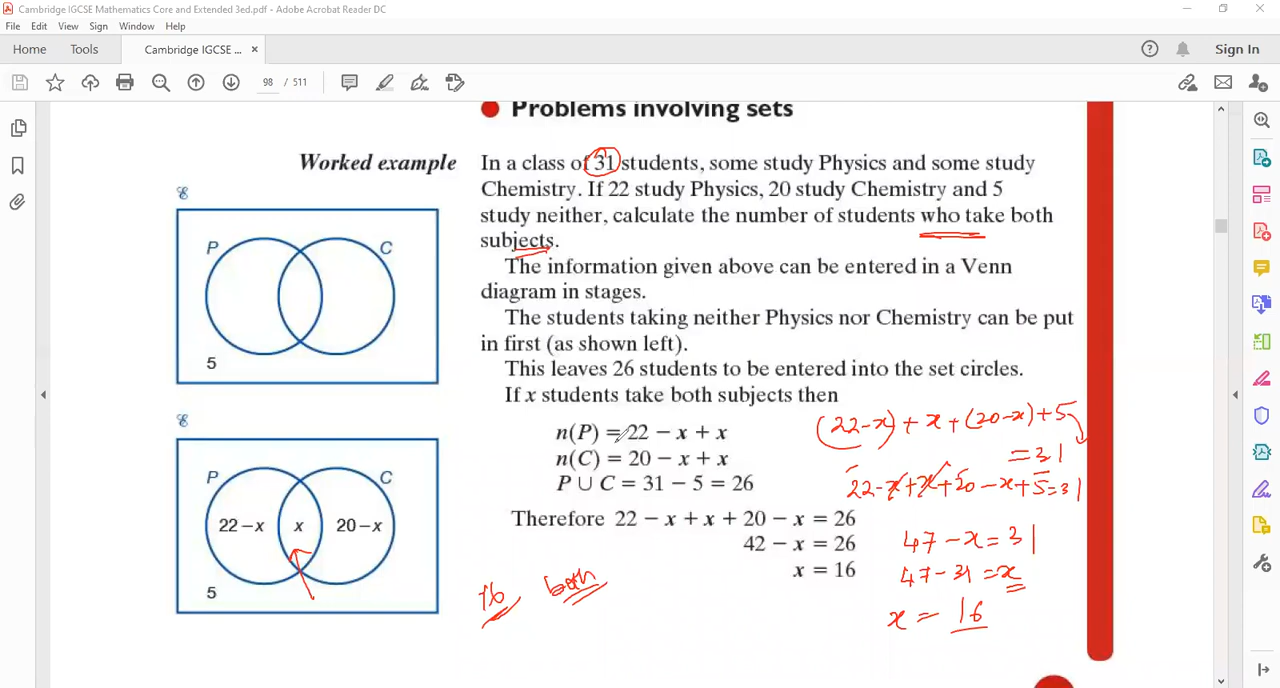 Cambridge IGCSE Mathematics Core and Extended 3ed.pdf - Adobe Acrobat Reader DC
File Edit View Sign Window Help
Home Tools Cambridge IGCSE ... × Sign In
98 / 511
Problems involving sets
Worked example
In a class of 31 students, some study Physics and some study
Chemistry. If 22 study Physics, 20 study Chemistry and 5
study neither, calculate the number of students who take both
subjects.
The information given above can be entered in a Venn
diagram in stages.
The students taking neither Physics nor Chemistry can be put
in first (as shown left).
This leaves 26 students to be entered into the set circles.
If x students take both subjects then
n(P) = 22 − x + x
n(C) = 20 − x + x
P ∪ C = 31 − 5 = 26
Therefore 22 − x + x + 20 − x = 26
42 − x = 26
x = 16
ℰ
P C
5
ℰ
P C
22−x x 20−x
5
(22-x) + x + (20-x) + 5
= 31
22-x+x+20-x+5=31
47 - x = 31
47 - 31 = x
x = 16
16 both